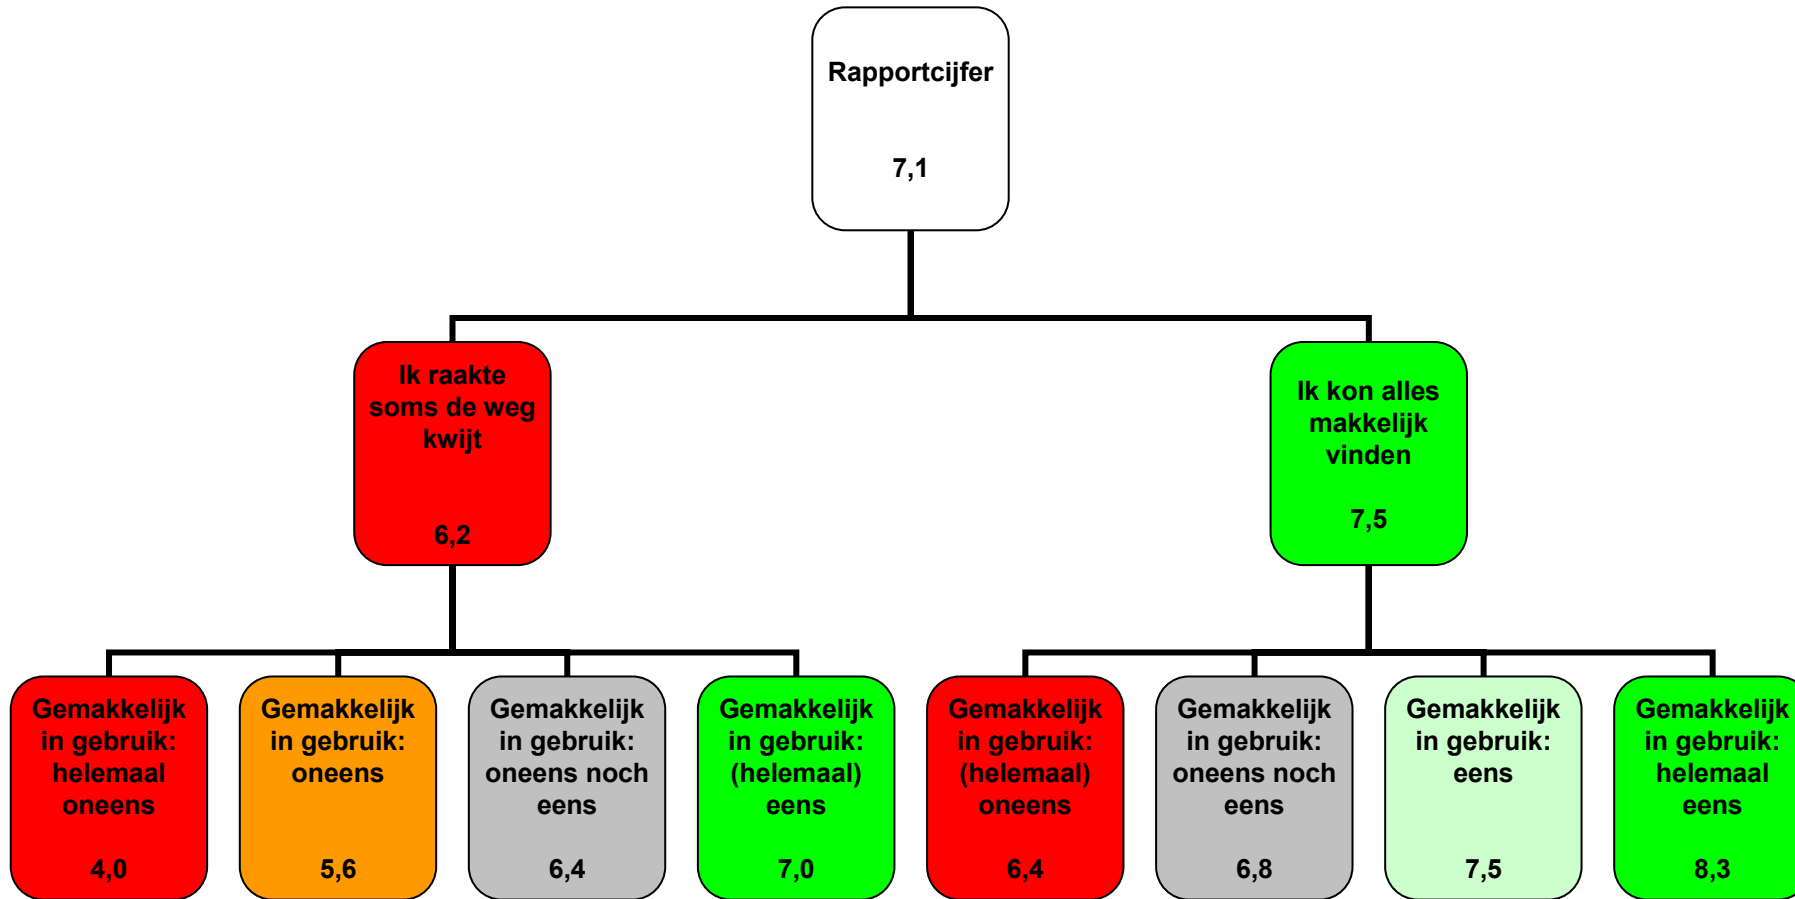 Rapportcijfer
7,1
Ik raakte
soms de weg
kwijt
6,2
Ik kon alles
makkelijk
vinden
7,5
Gemakkelijk
in gebruik:
helemaal
oneens
4,0
Gemakkelijk
in gebruik:
oneens
5,6
Gemakkelijk
in gebruik:
oneens noch
eens
6,4
Gemakkelijk
in gebruik:
(helemaal)
eens
7,0
Gemakkelijk
in gebruik:
(helemaal)
oneens
6,4
Gemakkelijk
in gebruik:
oneens noch
eens
6,8
Gemakkelijk
in gebruik:
eens
7,5
Gemakkelijk
in gebruik:
helemaal
eens
8,3